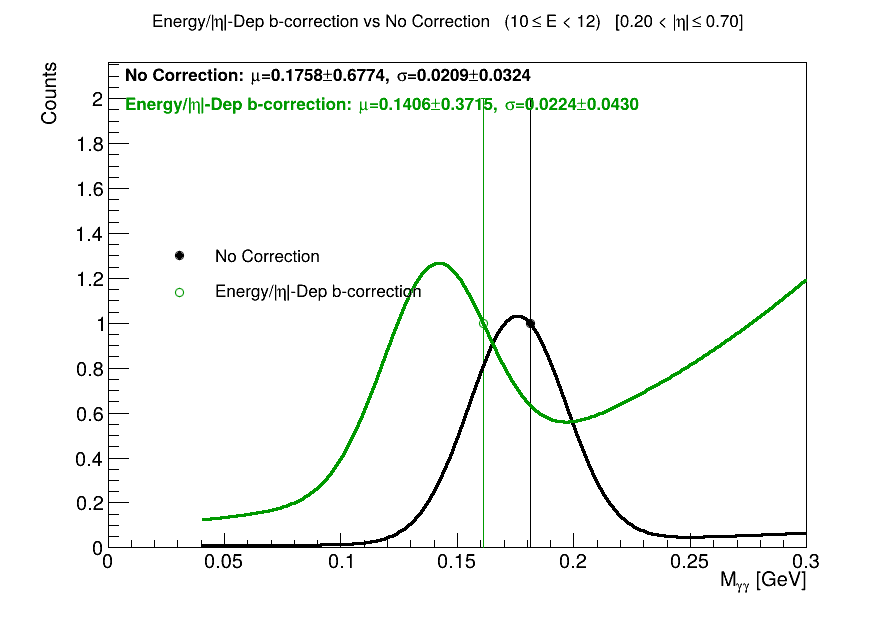 Energy/|η|-Dep b-correction vs No Correction (10 ≤ E < 12) [0.20 < |η| ≤ 0.70]
No Correction: μ=0.1758±0.6774, σ=0.0209±0.0324
Energy/|η|-Dep b-correction: μ=0.1406±0.3715, σ=0.0224±0.0430
Counts
2
1.8
1.6
1.4
1.2
1
0.8
0.6
0.4
0.2
0
No Correction
Energy/|η|-Dep b-correction
0 0.05 0.1 0.15 0.2 0.25 0.3
Mγγ [GeV]